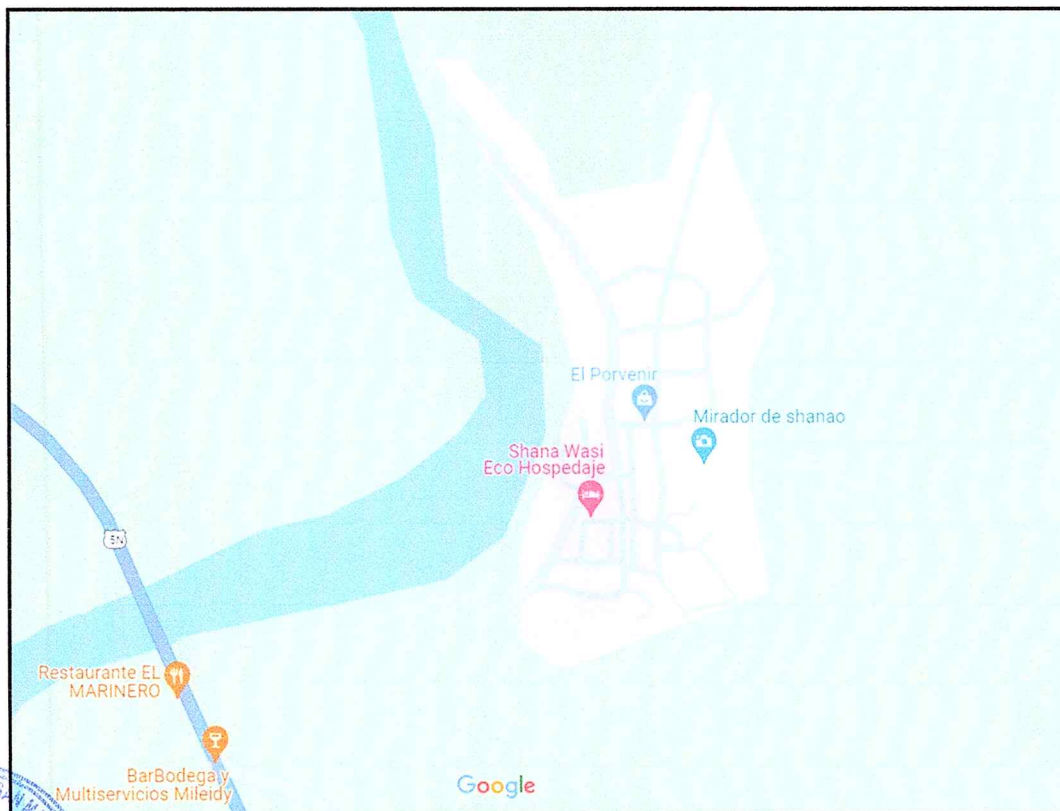 El Porvenir
Mirador de shanao
Shana Wasi
Eco Hospedaje
5N
Restaurante EL
MARINERO
BarBodega y
Multiservicios Mileidy
Google